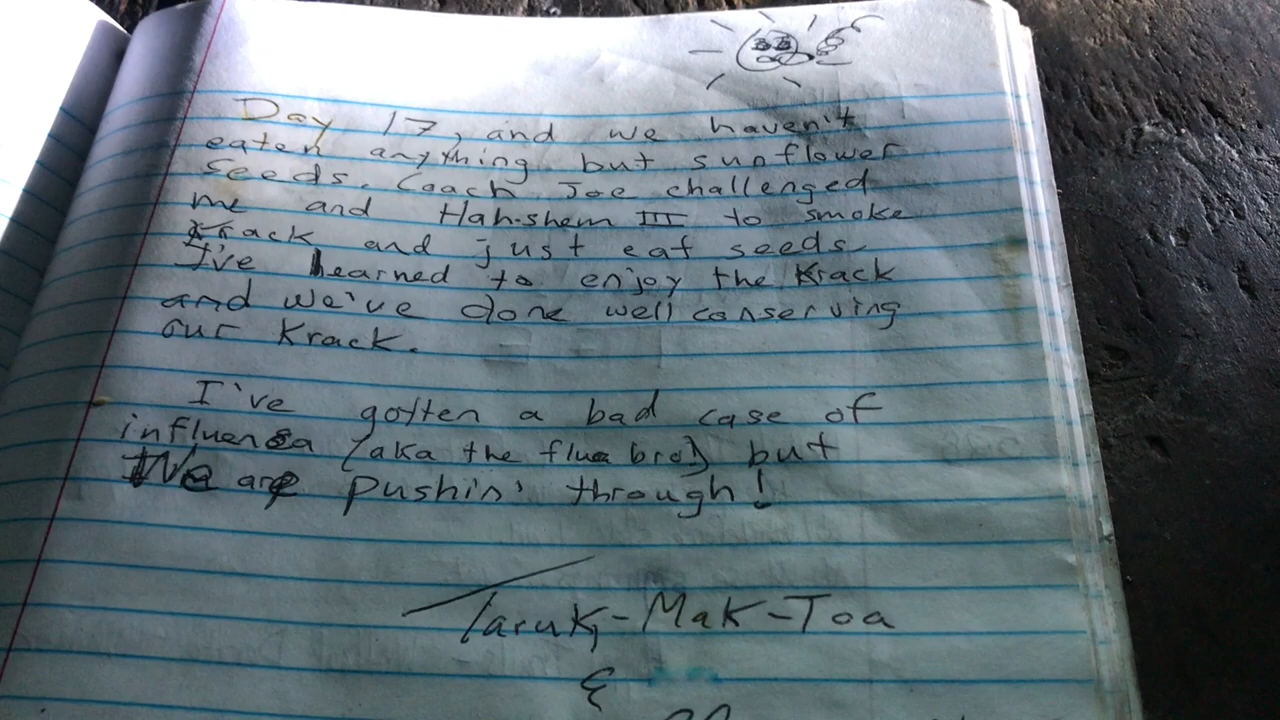 Day 17, and we haven't
eaten anything but sunflower
seeds. Coach Joe challenged
me and Hah-shem III to smoke
Krack and just eat seeds.
I've learned to enjoy the Krack
and we've done well conserving
our Krack.
I've gotten a bad case of
influensa (aka the flua bro) but
We are pushin' through!
Taruk-Mak-Toa
&